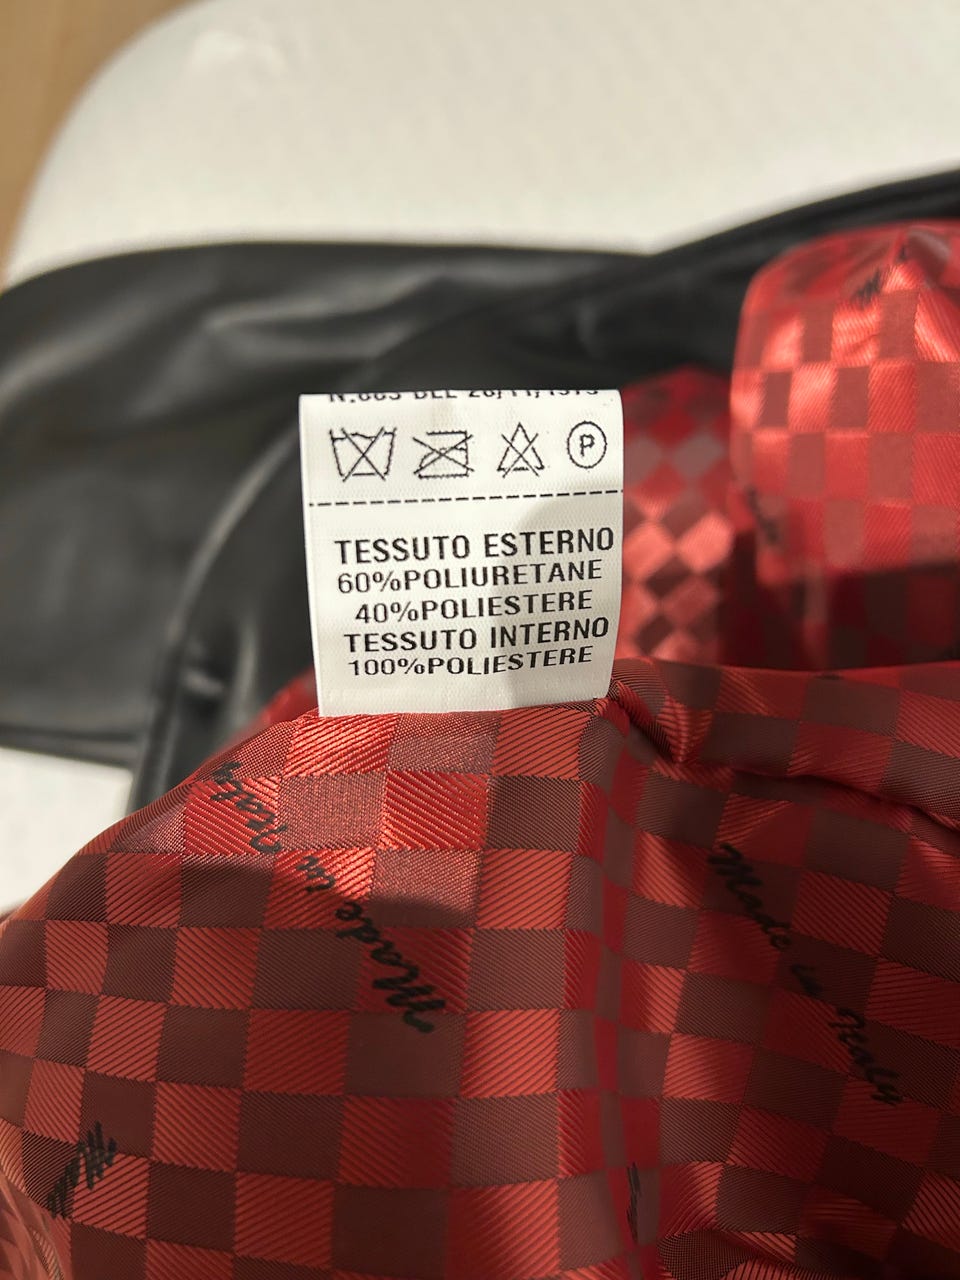 P
TESSUTO ESTERNO
60%POLIURETANE
40%POLIESTERE
TESSUTO INTERNO
100%POLIESTERE
Made in Italy
Made in Italy